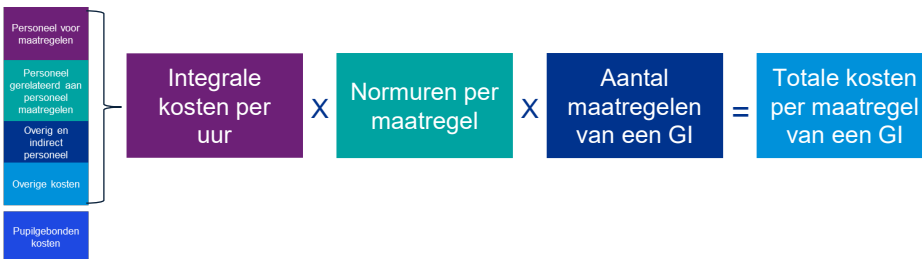 Personeel voor
maatregelen
Personeel
gerelateerd aan
personeel
maatregelen
Overig en
indirect
personeel
Overige kosten
Pupilgebonden
kosten
Integrale
kosten per
uur
X
Normuren per
maatregel
X
Aantal
maatregelen
van een GI
=
Totale kosten
per maatregel
van een GI